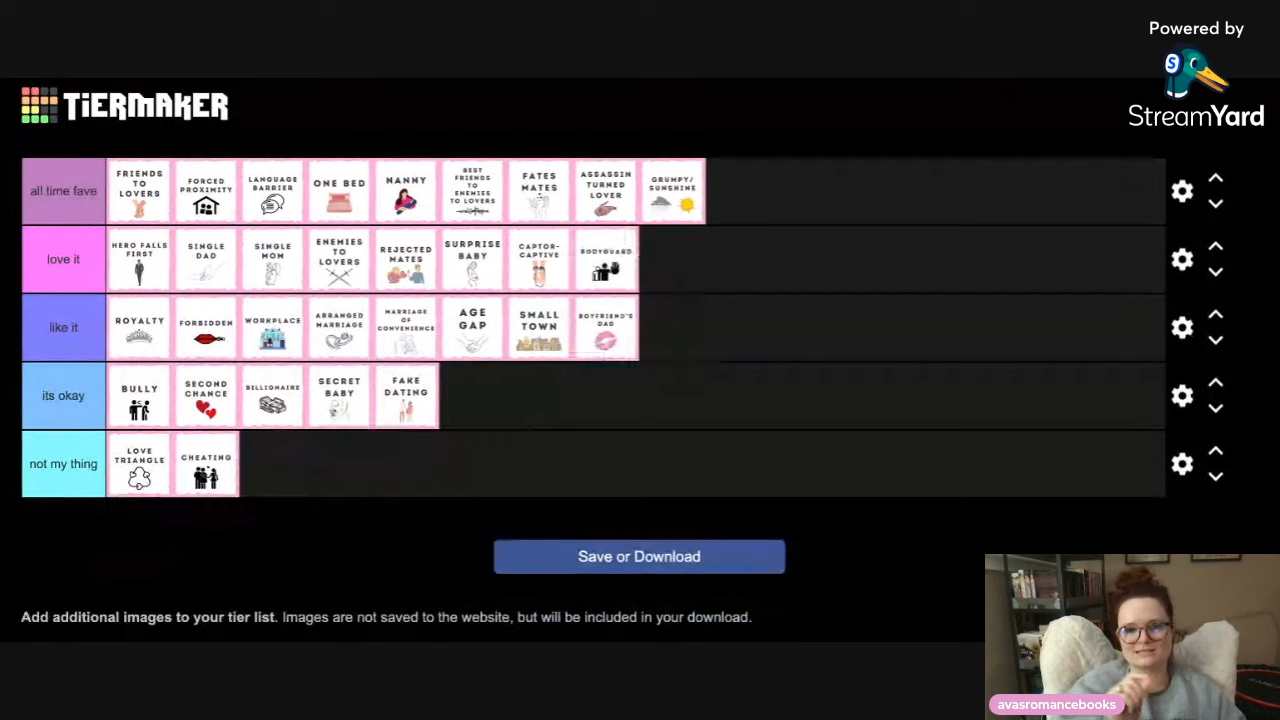 Powered by
S
StreamYard
TiERMAKER
all time fave
FRIENDS
TO
LOVERS
FORCED
PROXIMITY
LANGUAGE
BARRIER
ONE BED
NANNY
BEST
FRIENDS TO
ENEMIES
TO LOVERS
FATES
MATES
ASSASSIN
TURNED
LOVER
GRUMPY/
SUNSHINE
love it
HERO FALLS
FIRST
SINGLE
DAD
SINGLE
MOM
ENEMIES
TO
LOVERS
REJECTED
MATES
SURPRISE
BABY
CAPTOR-
CAPTIVE
BODYGUARD
like it
ROYALTY
FORBIDDEN
WORKPLACE
ARRANGED
MARRIAGE
MARRIAGE
OF
CONVENIENCE
AGE
GAP
SMALL
TOWN
BOYFRIEND'S
DAD
its okay
BULLY
SECOND
CHANCE
BILLIONAIRE
SECRET
BABY
FAKE
DATING
not my thing
LOVE
TRIANGLE
CHEATING
Save or Download
Add additional images to your tier list. Images are not saved to the website, but will be included in your download.
avasromancebooks